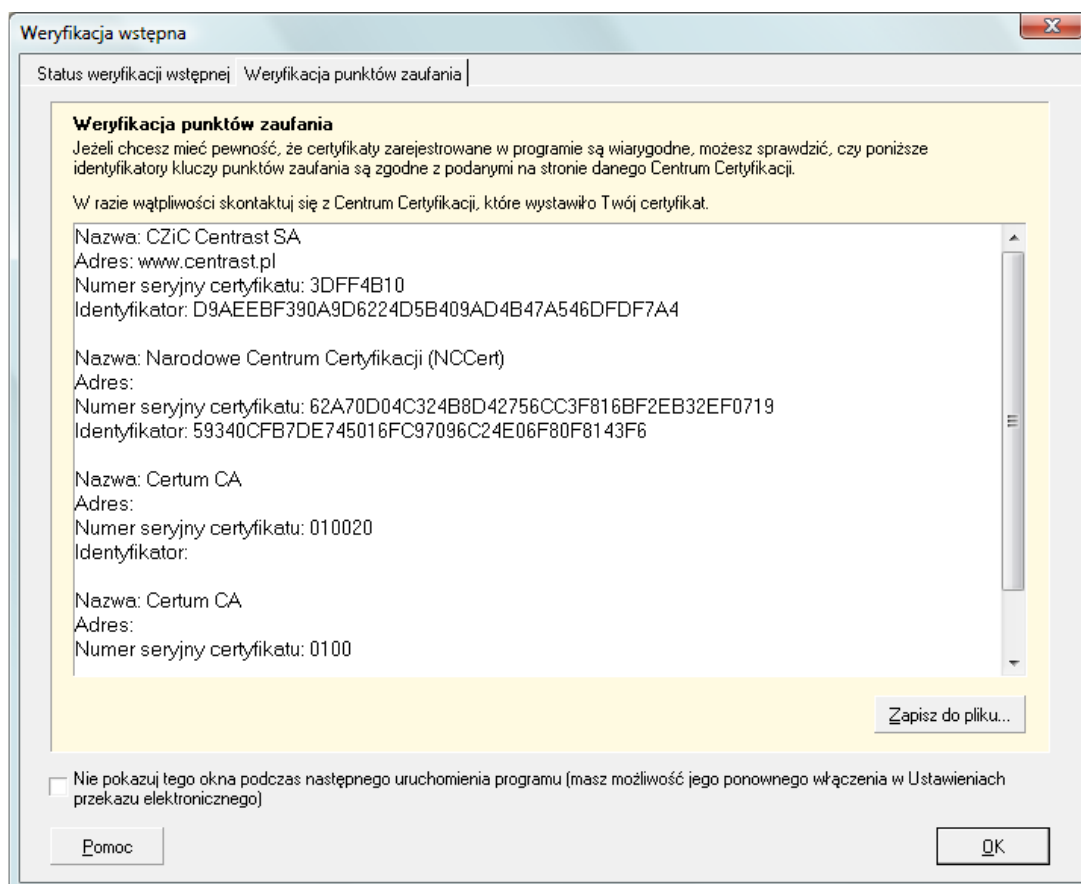 Weryfikacja wstępna
Status weryfikacji wstępnej
Weryfikacja punktów zaufania
Weryfikacja punktów zaufania
Jeżeli chcesz mieć pewność, że certyfikaty zarejestrowane w programie są wiarygodne, możesz sprawdzić, czy poniższe
identyfikatory kluczy punktów zaufania są zgodne z podanymi na stronie danego Centrum Certyfikacji.
W razie wątpliwości skontaktuj się z Centrum Certyfikacji, które wystawiło Twój certyfikat.
Nazwa: CZiC Centrast SA
Adres: www.centrast.pl
Numer seryjny certyfikatu: 3DFF4B10
Identyfikator: D9AEEBF390A9D6224D5B409AD4B47A546DFDF7A4
Nazwa: Narodowe Centrum Certyfikacji (NCCert)
Adres:
Numer seryjny certyfikatu: 62A70D04C324B8D42756CC3F816BF2EB32EF0719
Identyfikator: 59340CFB7DE745016FC97096C24E06F80F8143F6
Nazwa: Certum CA
Adres:
Numer seryjny certyfikatu: 010020
Identyfikator:
Nazwa: Certum CA
Adres:
Numer seryjny certyfikatu: 0100
Zapisz do pliku...
Nie pokazuj tego okna podczas następnego uruchomienia programu (masz możliwość jego ponownego włączenia w Ustawieniach
przekazu elektronicznego)
Pomoc
OK